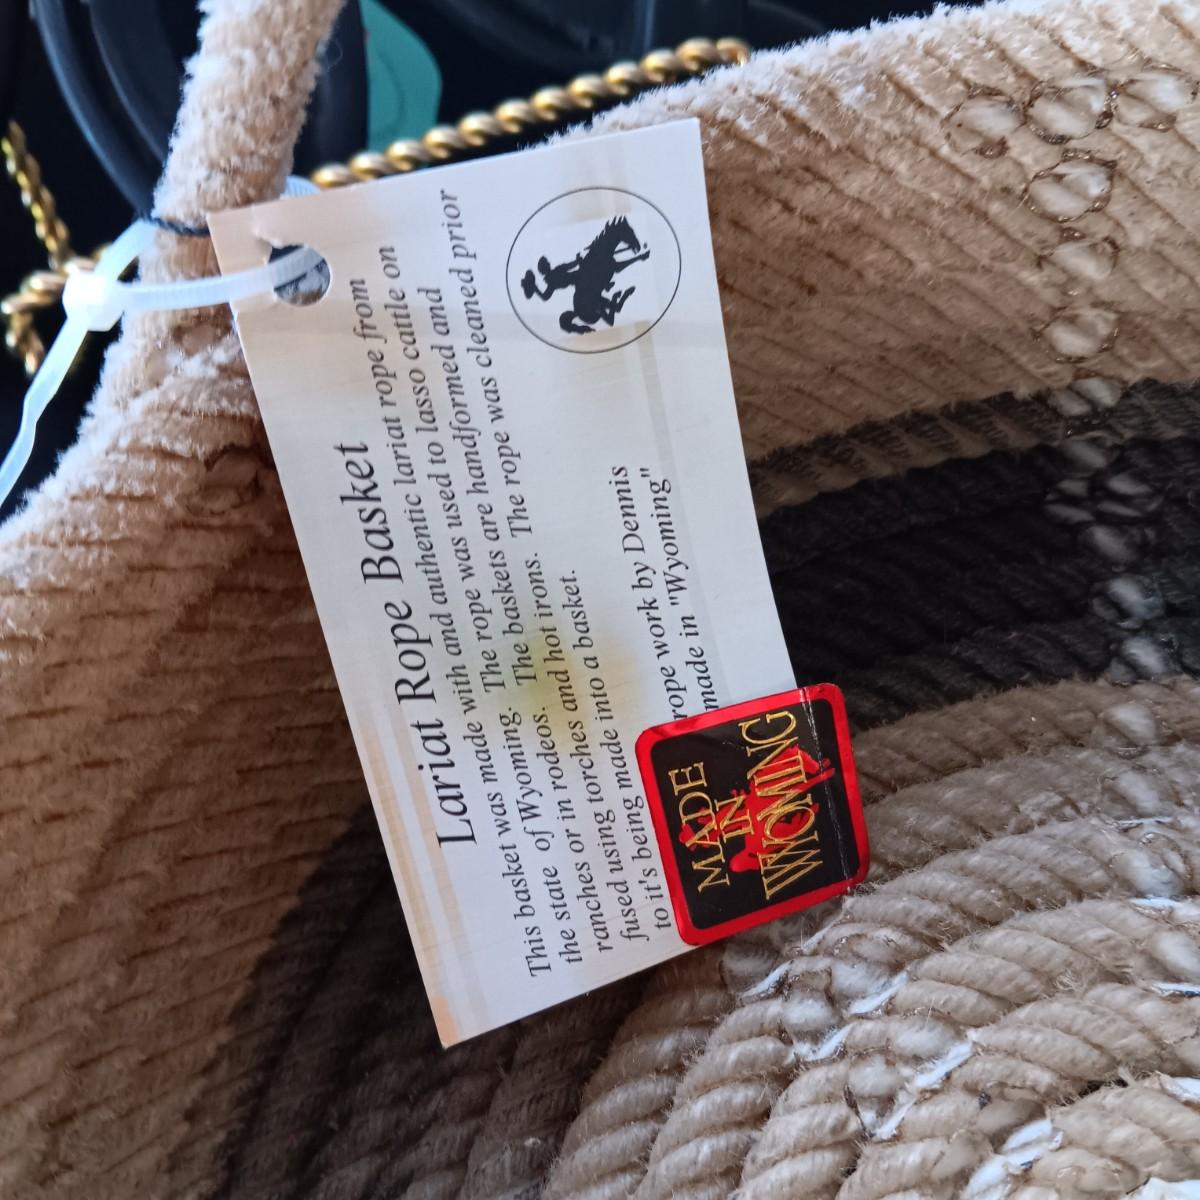 Lariat Rope Basket
This basket was made with and authentic lariat rope from
the state of Wyoming. The rope was used to lasso cattle on
ranches or in rodeos. The baskets are handformed and
fused using torches and hot irons. The rope was cleaned prior
to it's being made into a basket.
rope work by Dennis
made in "Wyoming"
MADE
IN
WYOMING